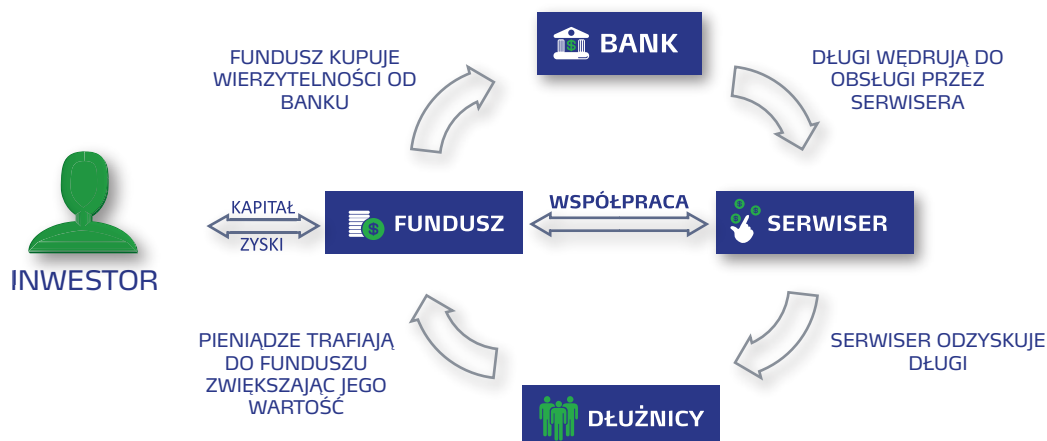 BANK
FUNDUSZ KUPUJE
WIERZYTELNOŚCI OD
BANKU
DŁUGI WĘDRUJĄ DO
OBSŁUGI PRZEZ
SERWISERA
INWESTOR
KAPITAŁ
ZYSKI
FUNDUSZ
WSPÓŁPRACA
SERWISER
PIENIĄDZE TRAFIAJĄ
DO FUNDUSZU
ZWIĘKSZAJĄC JEGO
WARTOŚĆ
SERWISER ODZYSKUJE
DŁUGI
DŁUŻNICY